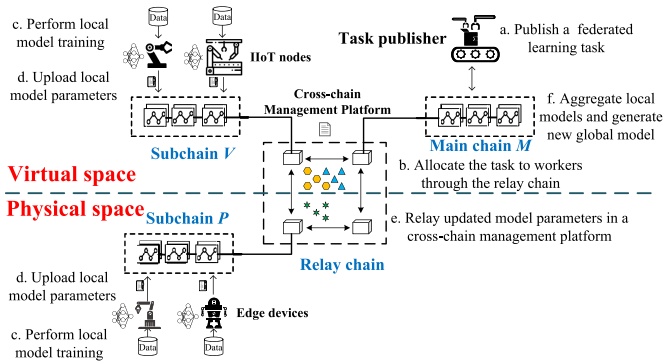 Data
Data
c. Perform local
model training
IIoT nodes
d. Upload local
model parameters
Task publisher
a. Publish a federated
learning task
Cross-chain
Management Platform
f. Aggregate local
models and generate
new global model
Subchain V
Main chain M
Virtual space
b. Allocate the task to workers
through the relay chain
Physical space
Subchain P
e. Relay updated model parameters in a
cross-chain management platform
Relay chain
d. Upload local
model parameters
Edge devices
c. Perform local
model training
Data
Data